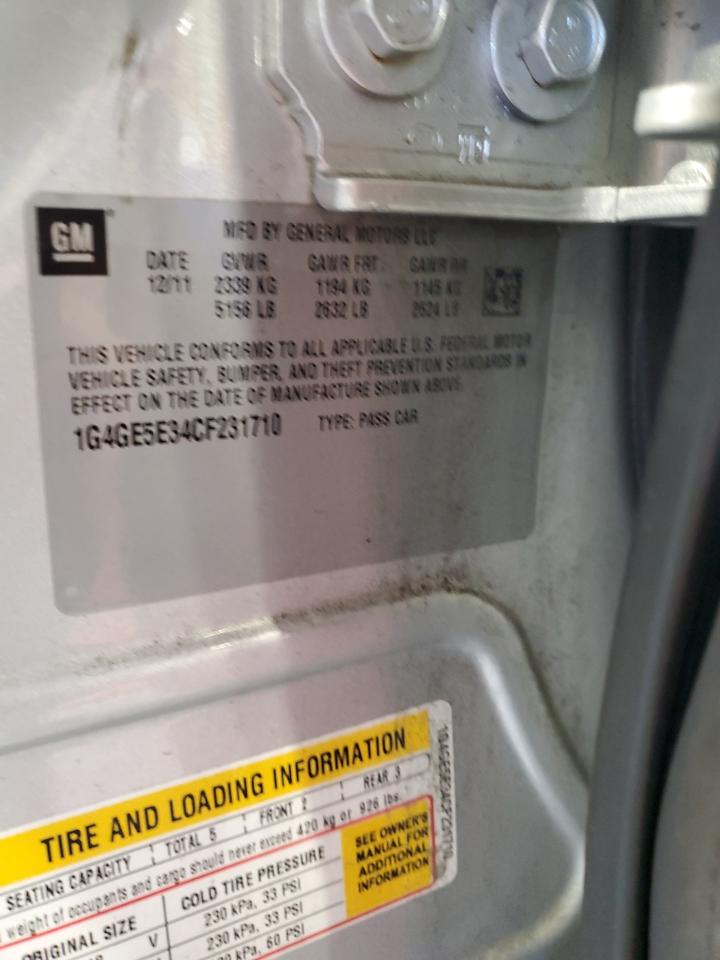 GM
MFD BY GENERAL MOTORS LLC
DATE GVWR GAWR FRT. GAWR RR
12/11 2339 KG 1194 KG 1145 KG
5156 LB 2632 LB 2524 LB
THIS VEHICLE CONFORMS TO ALL APPLICABLE U.S. FEDERAL MOTOR
VEHICLE SAFETY, BUMPER, AND THEFT PREVENTION STANDARDS IN
EFFECT ON THE DATE OF MANUFACTURE SHOWN ABOVE.
1G4GE5E34CF231710 TYPE: PASS CAR
TIRE AND LOADING INFORMATION
SEATING CAPACITY TOTAL 5 FRONT 2 REAR 3
weight of occupants and cargo should never exceed 420 kg or 926 lbs.
ORIGINAL SIZE COLD TIRE PRESSURE
V 230 kPa, 33 PSI
230 kPa, 33 PSI
kPa, 60 PSI
SEE OWNER'S
MANUAL FOR
ADDITIONAL
INFORMATION
1G4GE5E34CF231710